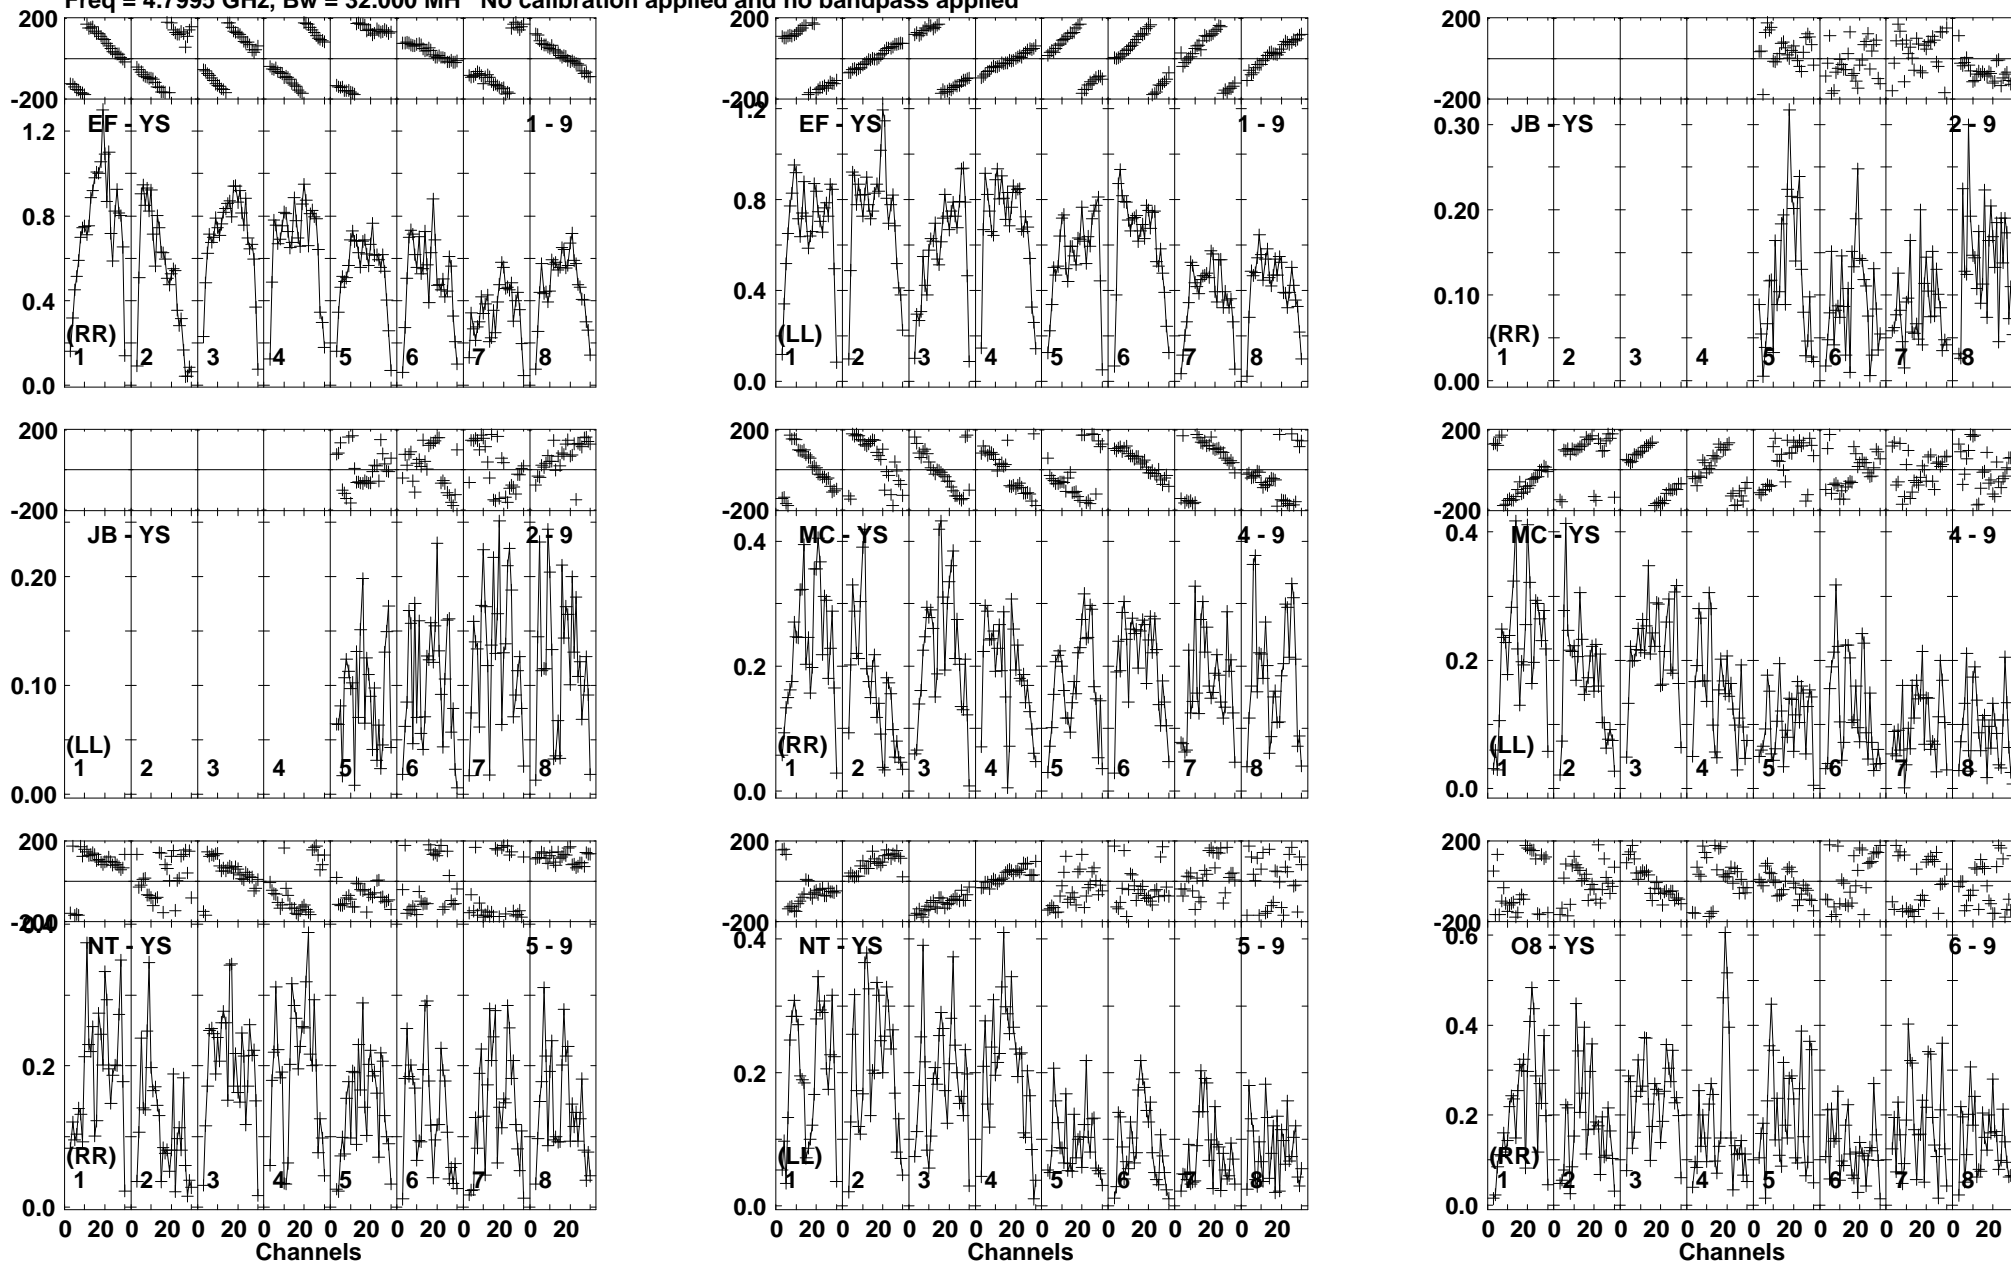 Freq = 4.7995 GHz, Bw = 32.000 MH No calibration applied and no bandpass applied
200 200 200
-200 -200 -200
EF - YS 1 - 9 EF - YS 1 - 9 JB - YS 2 - 9
1.2 1.2 0.30
0.8 0.8 0.20
0.4 0.4 0.10
(RR) (LL) (RR)
1 2 3 4 5 6 7 8 1 2 3 4 5 6 7 8 1 2 3 4 5 6 7 8
0.0 0.0 0.00
200 200 200
-200 -200 -200
JB - YS 2 - 9 MC - YS 4 - 9 MC - YS 4 - 9
0.20 0.4 0.4
0.10 0.2 0.2
(LL) (RR) (LL)
1 2 3 4 5 6 7 8 1 2 3 4 5 6 7 8 1 2 3 4 5 6 7 8
0.00 0.0 0.0
200 200 200
-200 -200 -200
0.4 0.4 0.6
NT - YS 5 - 9 NT - YS 5 - 9 O8 - YS 6 - 9
0.4
0.2 0.2 0.2
(RR) (LL) (RR)
1 2 3 4 5 6 7 8 1 2 3 4 5 6 7 8 1 2 3 4 5 6 7 8
0.0 0.0 0.0
0 20 0 20 0 20 0 20 0 20 0 20 0 20 0 20 0 20 0 20 0 20 0 20 0 20 0 20 0 20 0 20 0 20 0 20 0 20 0 20 0 20 0 20 0 20 0 20
Channels Channels Channels